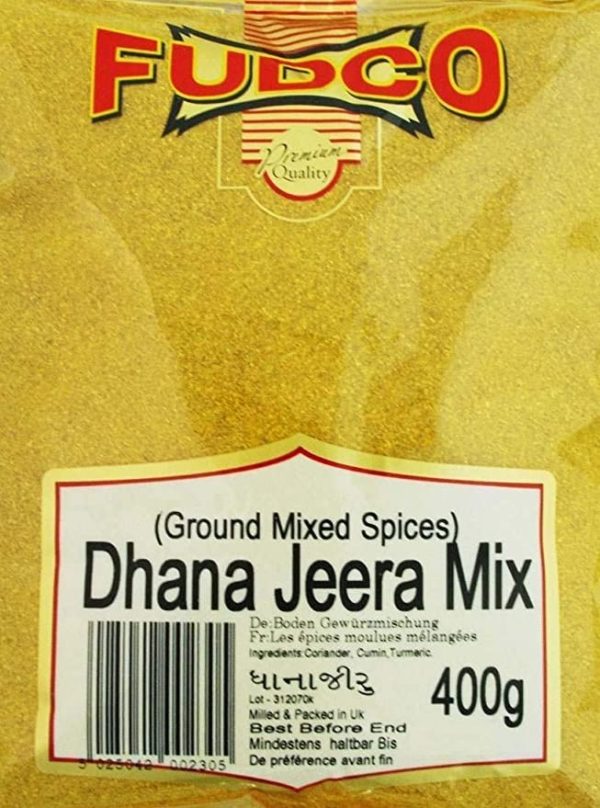 FUDCO
Premium
Quality
(Ground Mixed Spices)
Dhana Jeera Mix
De:Boden Gewürzmischung
Fr:Les épices moulues mélangées
Ingredients:Coriander, Cumin,Turmeric.
ધાનાજીરુ
400g
Lot - 312070k
Milled & Packed in Uk
Best Before End
Mindestens haltbar Bis
De préférence avant fin
5 025042 002305